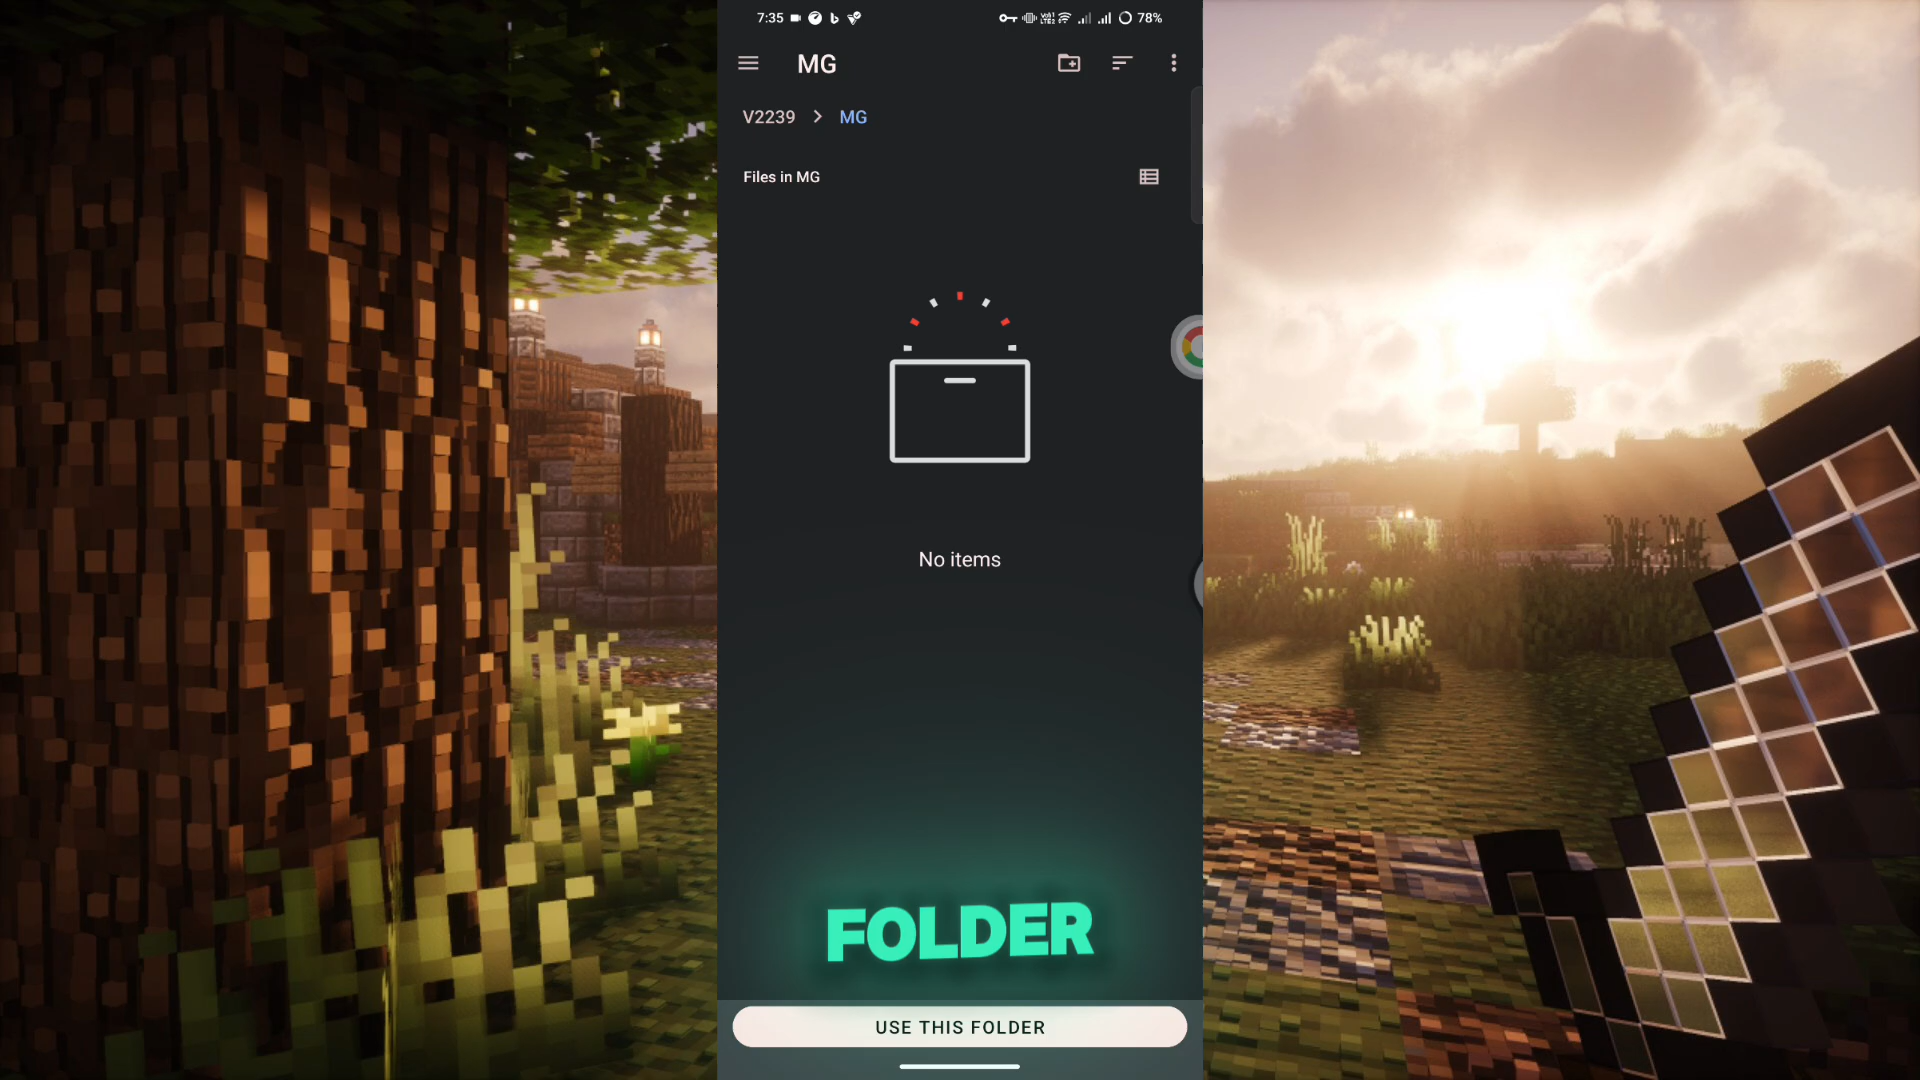 7:35
78%
MG
V2239 > MG
Files in MG
No items
FOLDER
USE THIS FOLDER